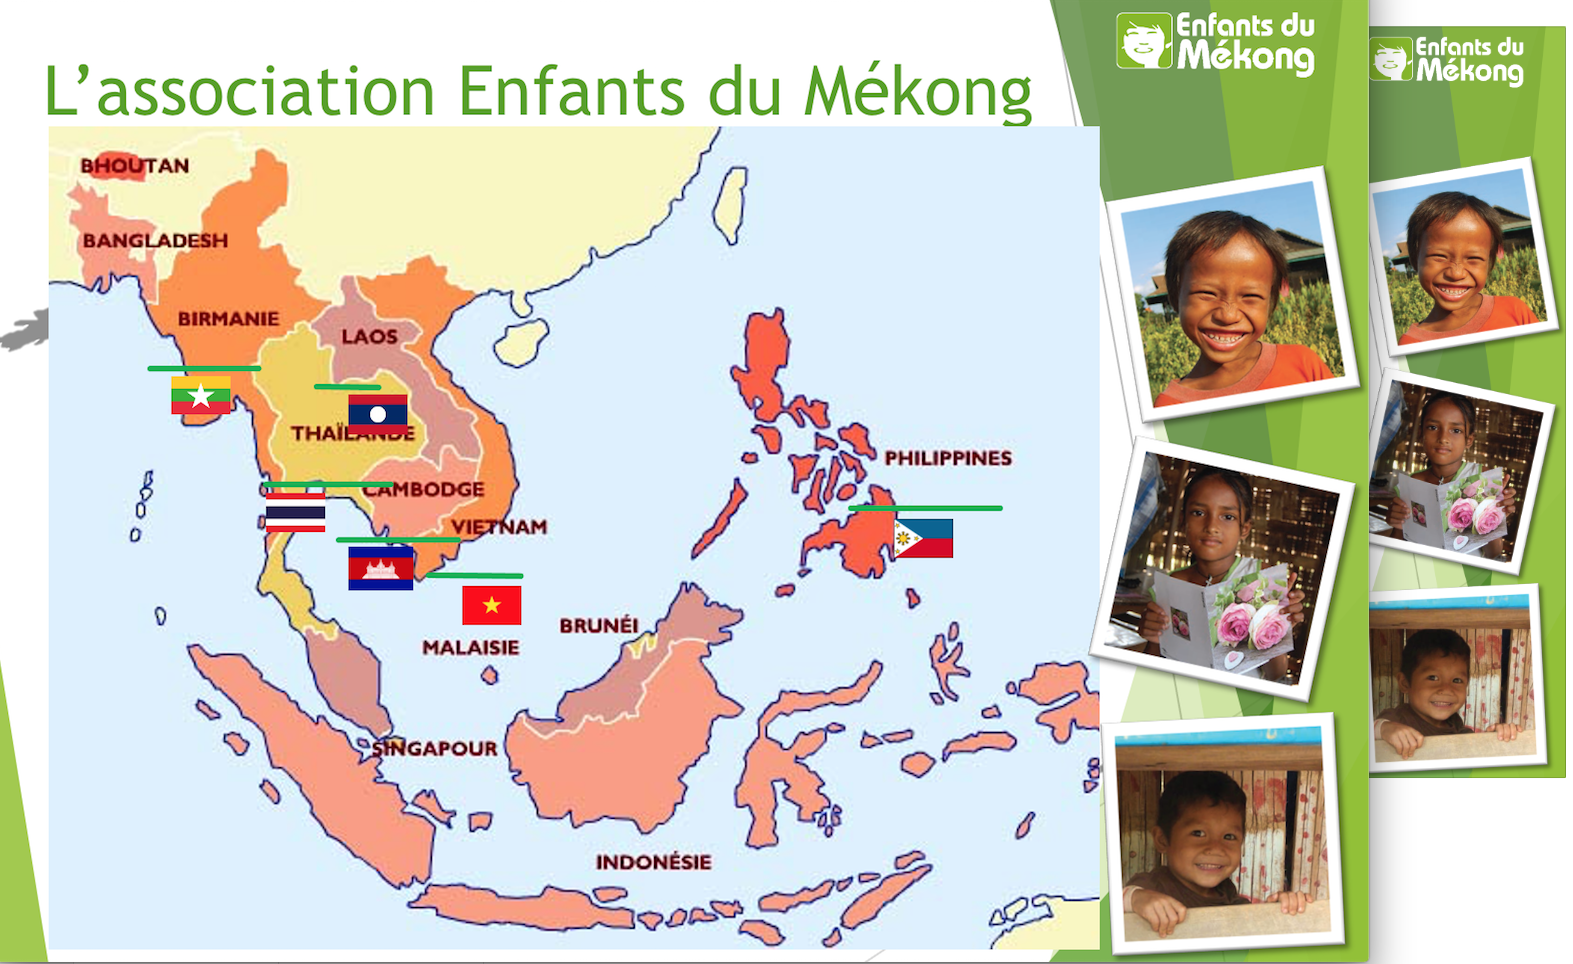 L’association Enfants du Mékong
Enfants du
Mékong
Enfants du
Mékong
BHOUTAN
BANGLADESH
BIRMANIE
LAOS
THAÏLANDE
CAMBODGE
VIETNAM
PHILIPPINES
BRUNÉI
MALAISIE
SINGAPOUR
INDONÉSIE